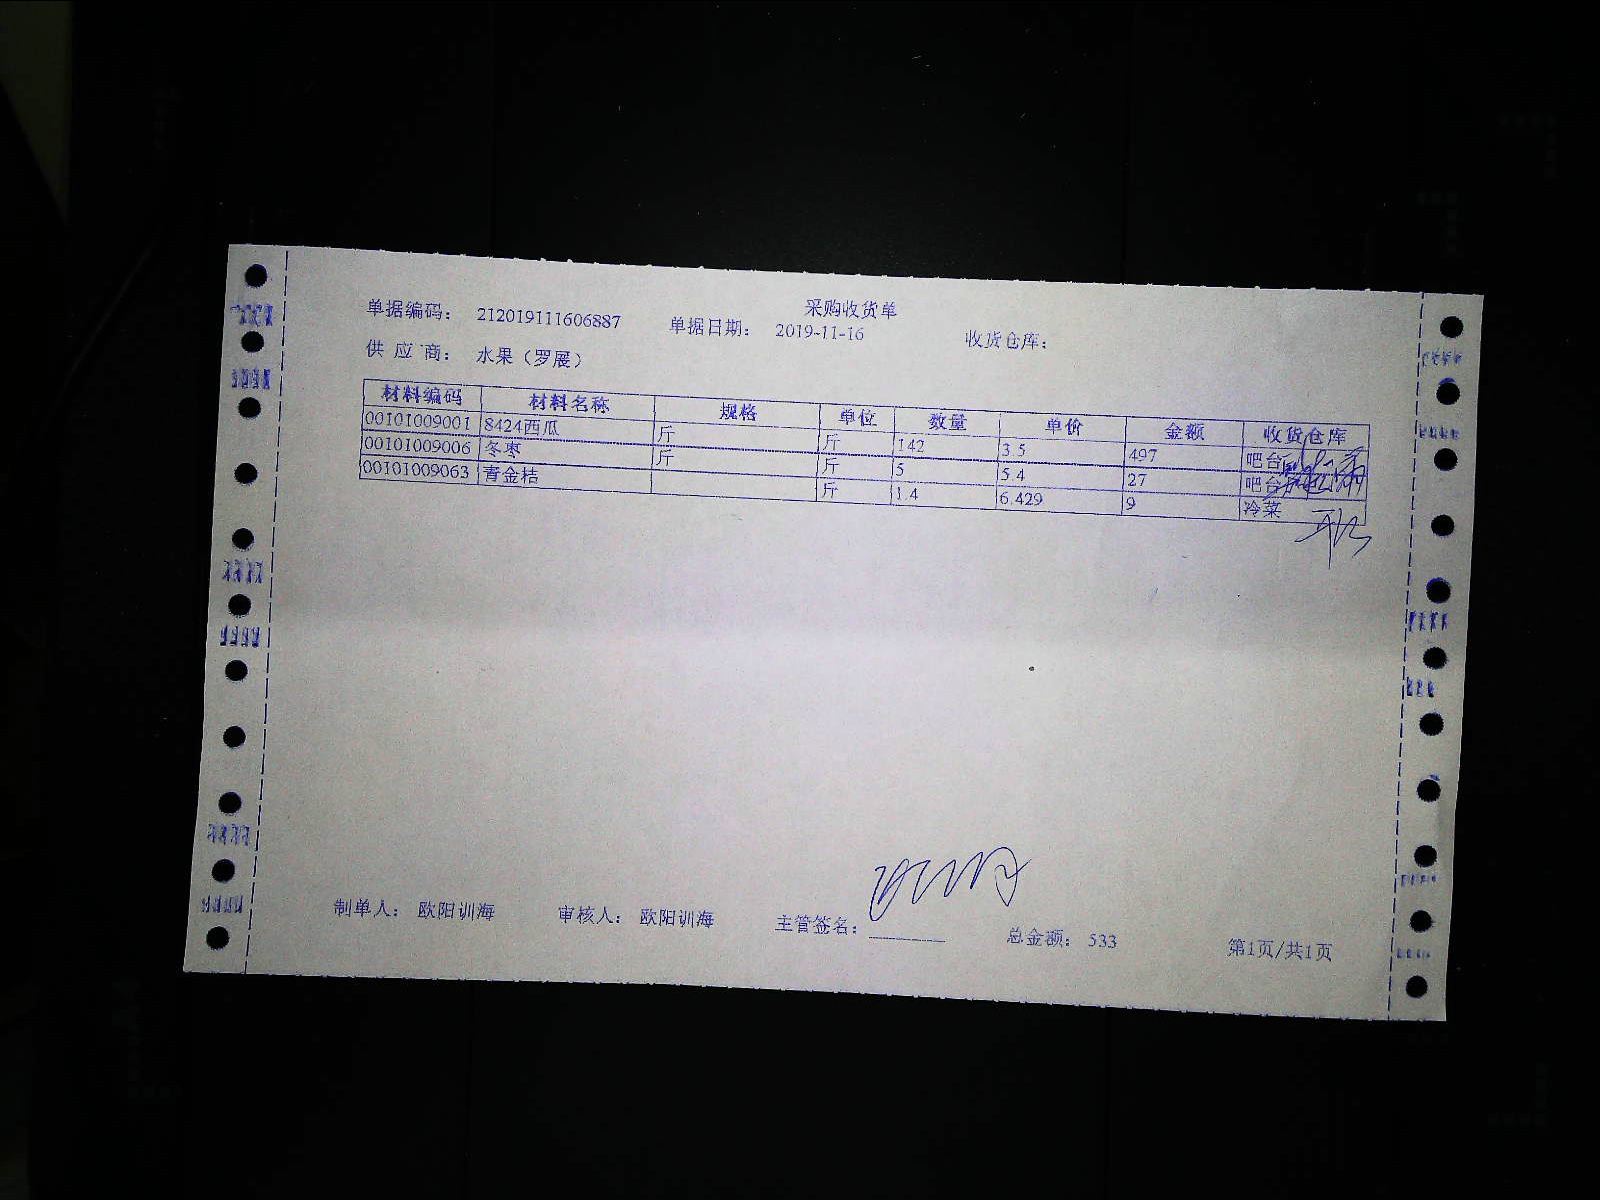 采购收货单
单据编码： 212019111606887 单据日期： 2019-11-16 收货仓库：
供 应 商： 水果（罗展）
材料编码 材料名称 规格 单位 数量 单价 金额 收货仓库
00101009001 8424西瓜 斤 斤 142 3.5 497 吧台
00101009006 冬枣 斤 斤 5 5.4 27 吧台
00101009063 青金桔 斤 1.4 6.429 9 冷菜
制单人： 欧阳训海 审核人： 欧阳训海 主管签名： 总金额： 533 第1页/共1页